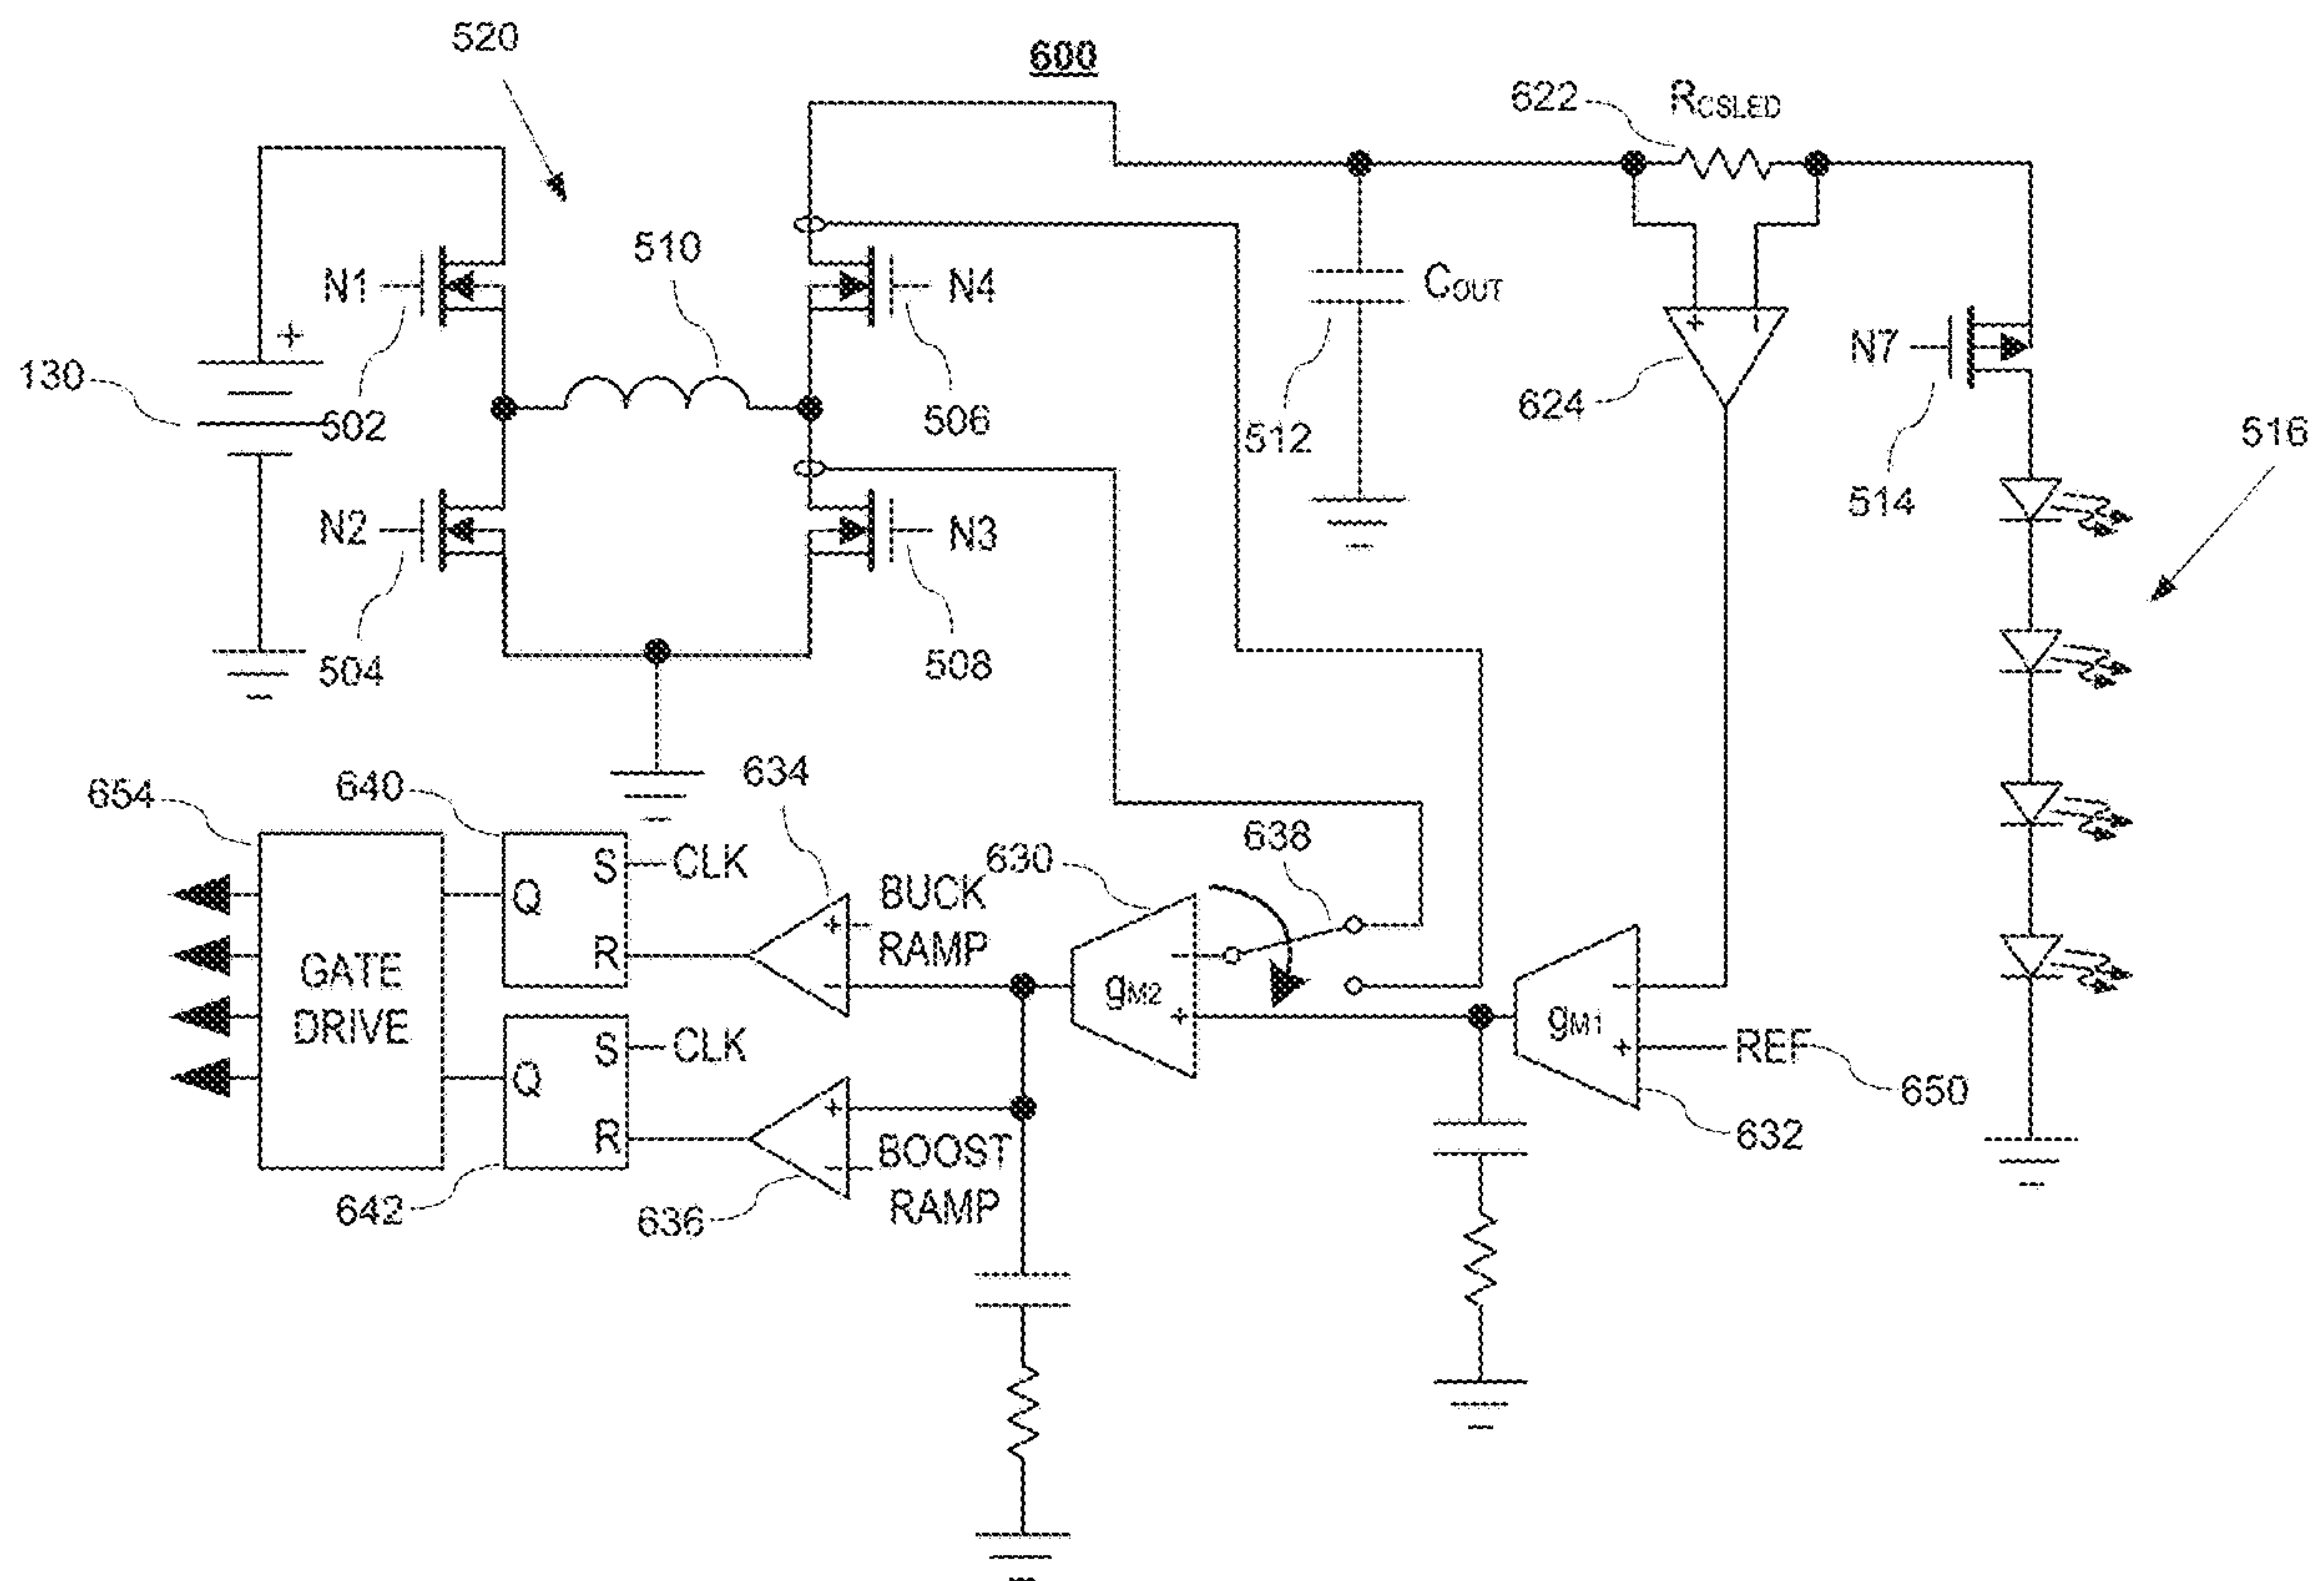 520
600
622
RCSLED
N1
510
N4
COUT
+
+
−
N7
130
502
506
512
624
514
516
N2
N3
504
508
654
640
634
638
630
S
CLK
BUCK
RAMP
Q
R
+
−
GATE
DRIVE
gM2
−
+
gM1
−
+
REF
650
632
S
CLK
Q
R
+
−
BOOST
RAMP
642
636